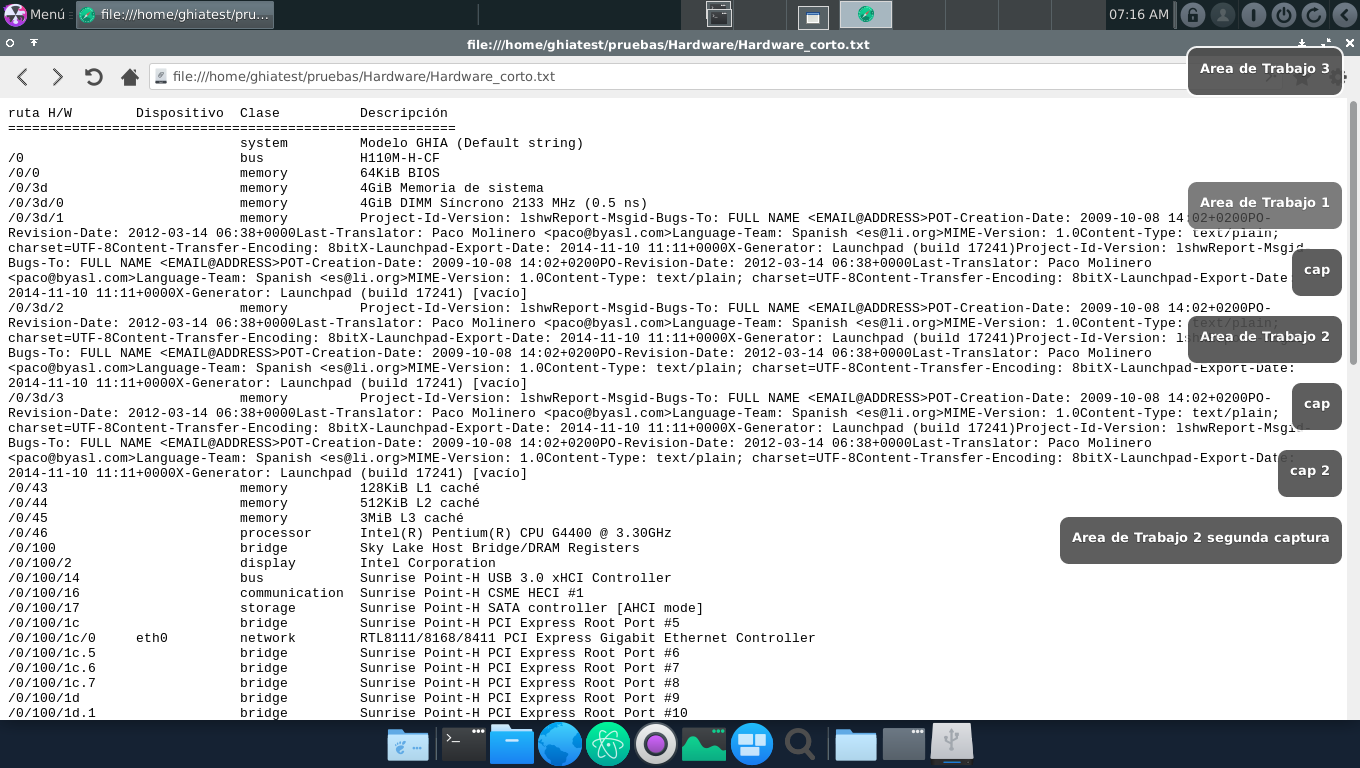 Menú file:///home/ghiatest/pru... 07:16 AM
file:///home/ghiatest/pruebas/Hardware/Hardware_corto.txt
file:///home/ghiatest/pruebas/Hardware/Hardware_corto.txt
Area de Trabajo 3
ruta H/W Dispositivo Clase Descripción
========================================================
system Modelo GHIA (Default string)
/0 bus H110M-H-CF
/0/0 memory 64KiB BIOS
/0/3d memory 4GiB Memoria de sistema
/0/3d/0 memory 4GiB DIMM Síncrono 2133 MHz (0.5 ns)
Area de Trabajo 1
/0/3d/1 memory Project-Id-Version: lshwReport-Msgid-Bugs-To: FULL NAME <EMAIL@ADDRESS>POT-Creation-Date: 2009-10-08 14:02+0200PO-
Revision-Date: 2012-03-14 06:38+0000Last-Translator: Paco Molinero <paco@byasl.com>Language-Team: Spanish <es@li.org>MIME-Version: 1.0Content-Type: text/plain;
charset=UTF-8Content-Transfer-Encoding: 8bitX-Launchpad-Export-Date: 2014-11-10 11:11+0000X-Generator: Launchpad (build 17241)Project-Id-Version: lshwReport-Msgid-
Bugs-To: FULL NAME <EMAIL@ADDRESS>POT-Creation-Date: 2009-10-08 14:02+0200PO-Revision-Date: 2012-03-14 06:38+0000Last-Translator: Paco Molinero
cap
<paco@byasl.com>Language-Team: Spanish <es@li.org>MIME-Version: 1.0Content-Type: text/plain; charset=UTF-8Content-Transfer-Encoding: 8bitX-Launchpad-Export-Date:
2014-11-10 11:11+0000X-Generator: Launchpad (build 17241) [vacío]
/0/3d/2 memory Project-Id-Version: lshwReport-Msgid-Bugs-To: FULL NAME <EMAIL@ADDRESS>POT-Creation-Date: 2009-10-08 14:02+0200PO-
Revision-Date: 2012-03-14 06:38+0000Last-Translator: Paco Molinero <paco@byasl.com>Language-Team: Spanish <es@li.org>MIME-Version: 1.0Content-Type: text/plain;
Area de Trabajo 2
charset=UTF-8Content-Transfer-Encoding: 8bitX-Launchpad-Export-Date: 2014-11-10 11:11+0000X-Generator: Launchpad (build 17241)Project-Id-Version:
Bugs-To: FULL NAME <EMAIL@ADDRESS>POT-Creation-Date: 2009-10-08 14:02+0200PO-Revision-Date: 2012-03-14 06:38+0000Last-Translator: Paco Molinero
<paco@byasl.com>Language-Team: Spanish <es@li.org>MIME-Version: 1.0Content-Type: text/plain; charset=UTF-8Content-Transfer-Encoding: 8bitX-Launchpad-Export-Date:
2014-11-10 11:11+0000X-Generator: Launchpad (build 17241) [vacío]
/0/3d/3 memory Project-Id-Version: lshwReport-Msgid-Bugs-To: FULL NAME <EMAIL@ADDRESS>POT-Creation-Date: 2009-10-08 14:02+0200PO-
cap
Revision-Date: 2012-03-14 06:38+0000Last-Translator: Paco Molinero <paco@byasl.com>Language-Team: Spanish <es@li.org>MIME-Version: 1.0Content-Type: text/plain;
charset=UTF-8Content-Transfer-Encoding: 8bitX-Launchpad-Export-Date: 2014-11-10 11:11+0000X-Generator: Launchpad (build 17241)Project-Id-Version: lshwReport-Msgid-
Bugs-To: FULL NAME <EMAIL@ADDRESS>POT-Creation-Date: 2009-10-08 14:02+0200PO-Revision-Date: 2012-03-14 06:38+0000Last-Translator: Paco Molinero
<paco@byasl.com>Language-Team: Spanish <es@li.org>MIME-Version: 1.0Content-Type: text/plain; charset=UTF-8Content-Transfer-Encoding: 8bitX-Launchpad-Export-Date:
cap 2
2014-11-10 11:11+0000X-Generator: Launchpad (build 17241) [vacío]
/0/43 memory 128KiB L1 caché
/0/44 memory 512KiB L2 caché
/0/45 memory 3MiB L3 caché
/0/46 processor Intel(R) Pentium(R) CPU G4400 @ 3.30GHz
Area de Trabajo 2 segunda captura
/0/100 bridge Sky Lake Host Bridge/DRAM Registers
/0/100/2 display Intel Corporation
/0/100/14 bus Sunrise Point-H USB 3.0 xHCI Controller
/0/100/16 communication Sunrise Point-H CSME HECI #1
/0/100/17 storage Sunrise Point-H SATA controller [AHCI mode]
/0/100/1c bridge Sunrise Point-H PCI Express Root Port #5
/0/100/1c/0 eth0 network RTL8111/8168/8411 PCI Express Gigabit Ethernet Controller
/0/100/1c.5 bridge Sunrise Point-H PCI Express Root Port #6
/0/100/1c.6 bridge Sunrise Point-H PCI Express Root Port #7
/0/100/1c.7 bridge Sunrise Point-H PCI Express Root Port #8
/0/100/1d bridge Sunrise Point-H PCI Express Root Port #9
/0/100/1d.1 bridge Sunrise Point-H PCI Express Root Port #10